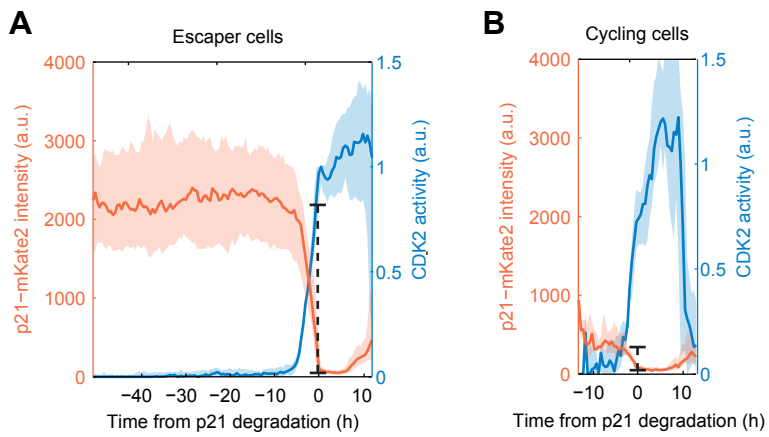 A
Escaper cells
4000
3000
2000
1000
0
p21−mKate2 intensity (a.u.)
1.5
1
0.5
0
CDK2 activity (a.u.)
−40 −30 −20 −10 0 10
Time from p21 degradation (h)
B
Cycling cells
4000
3000
2000
1000
0
p21−mKate2 intensity (a.u.)
1.5
1
0.5
0
CDK2 activity (a.u.)
−10 0 10
Time from p21 degradation (h)